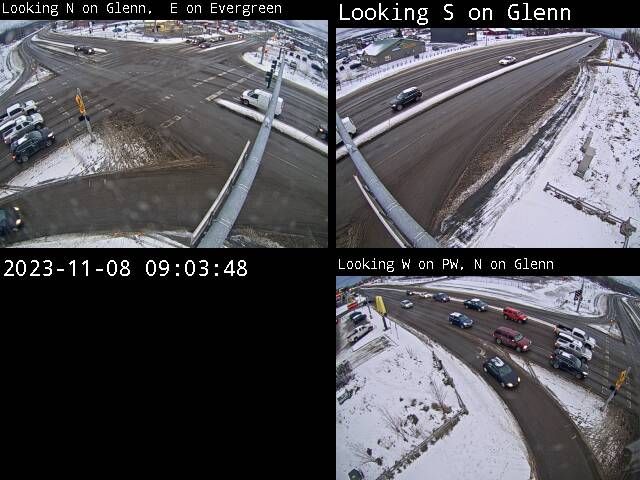 Looking N on Glenn, E on Evergreen
Looking S on Glenn
2023-11-08 09:03:48
Looking W on PW, N on Glenn